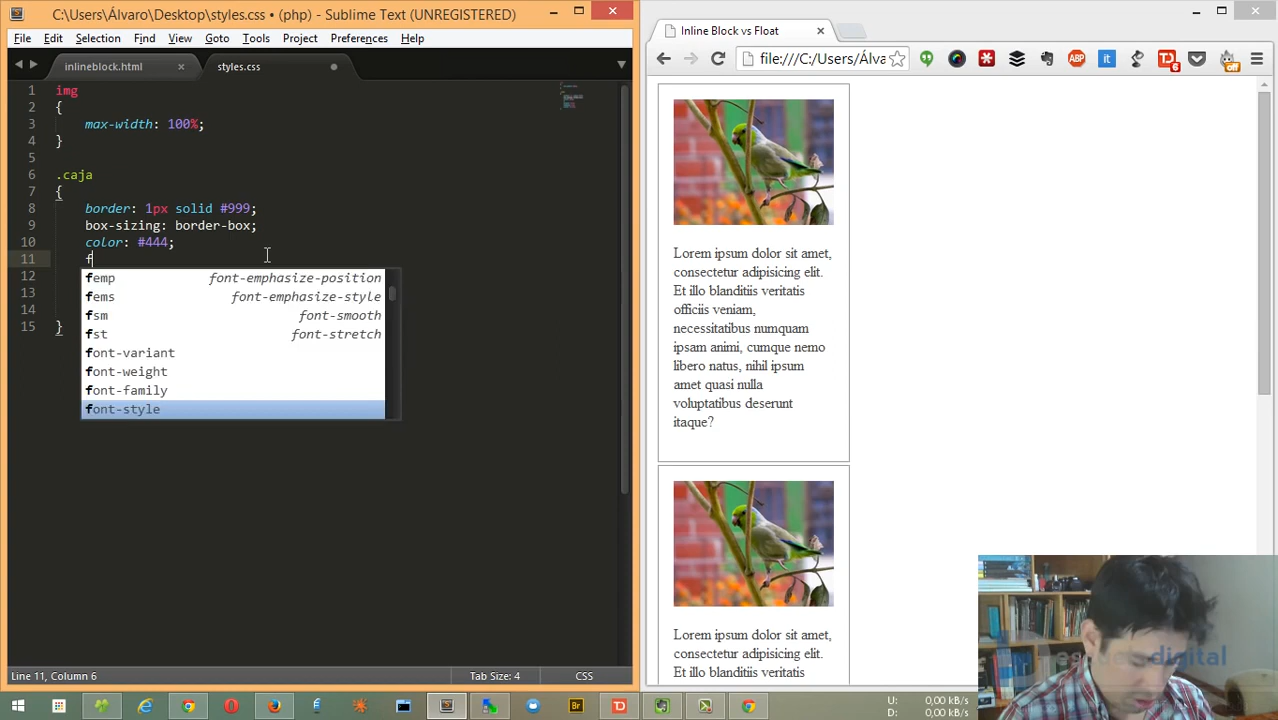 C:\Users\Álvaro\Desktop\styles.css • (php) - Sublime Text (UNREGISTERED)
File Edit Selection Find View Goto Tools Project Preferences Help
inlineblock.html
styles.css
1 img
2 {
3 max-width: 100%;
4 }
5
6 .caja
7 {
8 border: 1px solid #999;
9 box-sizing: border-box;
10 color: #444;
11 f
12
13
14
15 }
femp font-emphasize-position
fems font-emphasize-style
fsm font-smooth
fst font-stretch
font-variant
font-weight
font-family
font-style
Line 11, Column 6
Tab Size: 4
CSS
Inline Block vs Float
file:///C:/Users/Álva
Lorem ipsum dolor sit amet,
consectetur adipisicing elit.
Et illo blanditiis veritatis
officiis veniam,
necessitatibus numquam
ipsam animi, cumque nemo
libero natus, nihil ipsum
amet quasi nulla
voluptatibus deserunt
itaque?
Lorem ipsum dolor sit amet,
consectetur adipisicing elit.
Et illo blanditiis veritatis
digital
U: 0,00 kB/s
D: 0,00 kB/s
ABP
it
6
off
Br